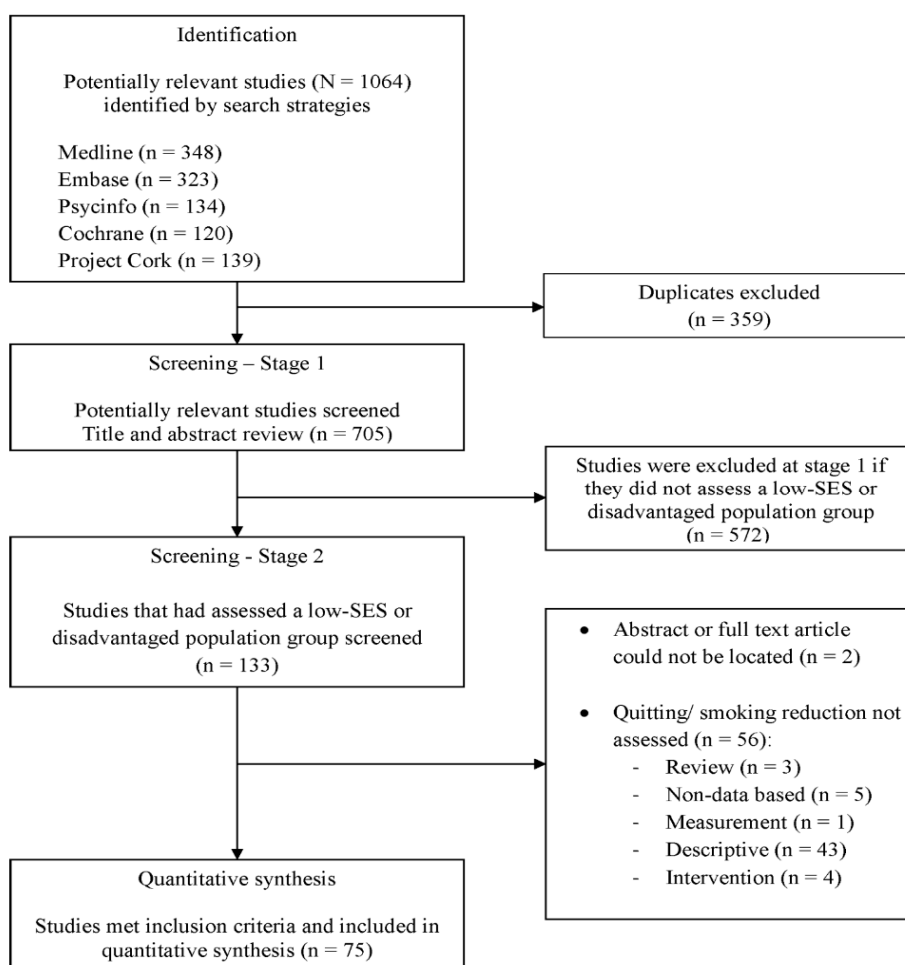 Identification
Potentially relevant studies (N = 1064)
identified by search strategies
Medline (n = 348)
Embase (n = 323)
Psycinfo (n = 134)
Cochrane (n = 120)
Project Cork (n = 139)
Duplicates excluded
(n = 359)
Screening – Stage 1
Potentially relevant studies screened
Title and abstract review (n = 705)
Studies were excluded at stage 1 if
they did not assess a low-SES or
disadvantaged population group
(n = 572)
Screening - Stage 2
Studies that had assessed a low-SES or
disadvantaged population group screened
(n = 133)
• Abstract or full text article
could not be located (n = 2)
• Quitting/ smoking reduction not
assessed (n = 56):
- Review (n = 3)
- Non-data based (n = 5)
- Measurement (n = 1)
- Descriptive (n = 43)
- Intervention (n = 4)
Quantitative synthesis
Studies met inclusion criteria and included in
quantitative synthesis (n = 75)